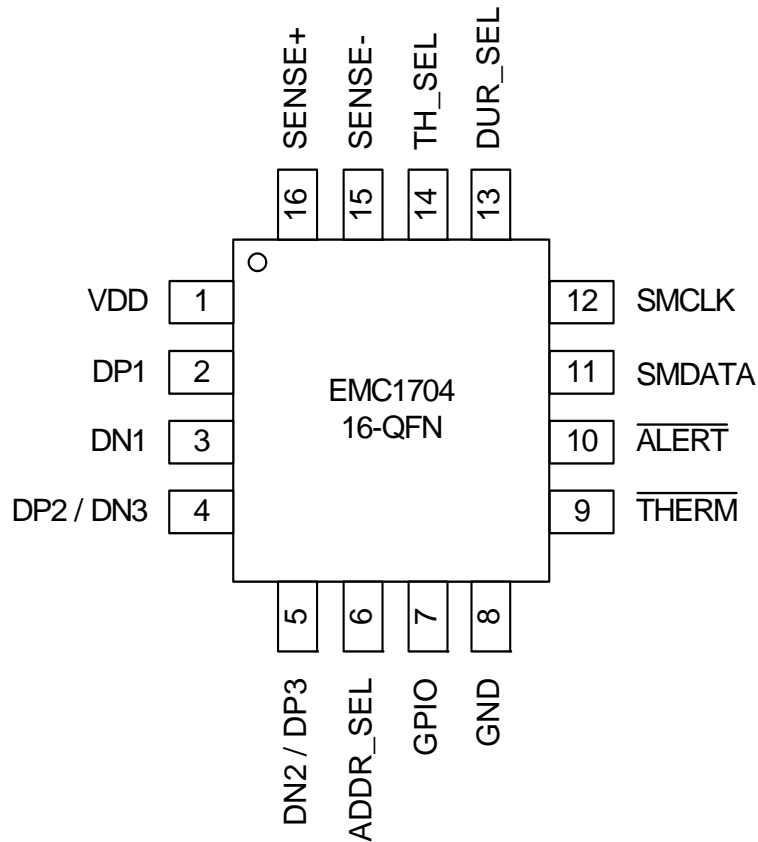 SENSE+
SENSE-
TH_SEL
DUR_SEL
16
15
14
13
VDD
1
DP1
2
DN1
3
DP2 / DN3
4
EMC1704
16-QFN
12
SMCLK
11
SMDATA
10
ALERT
9
THERM
5
6
7
8
DN2 / DP3
ADDR_SEL
GPIO
GND